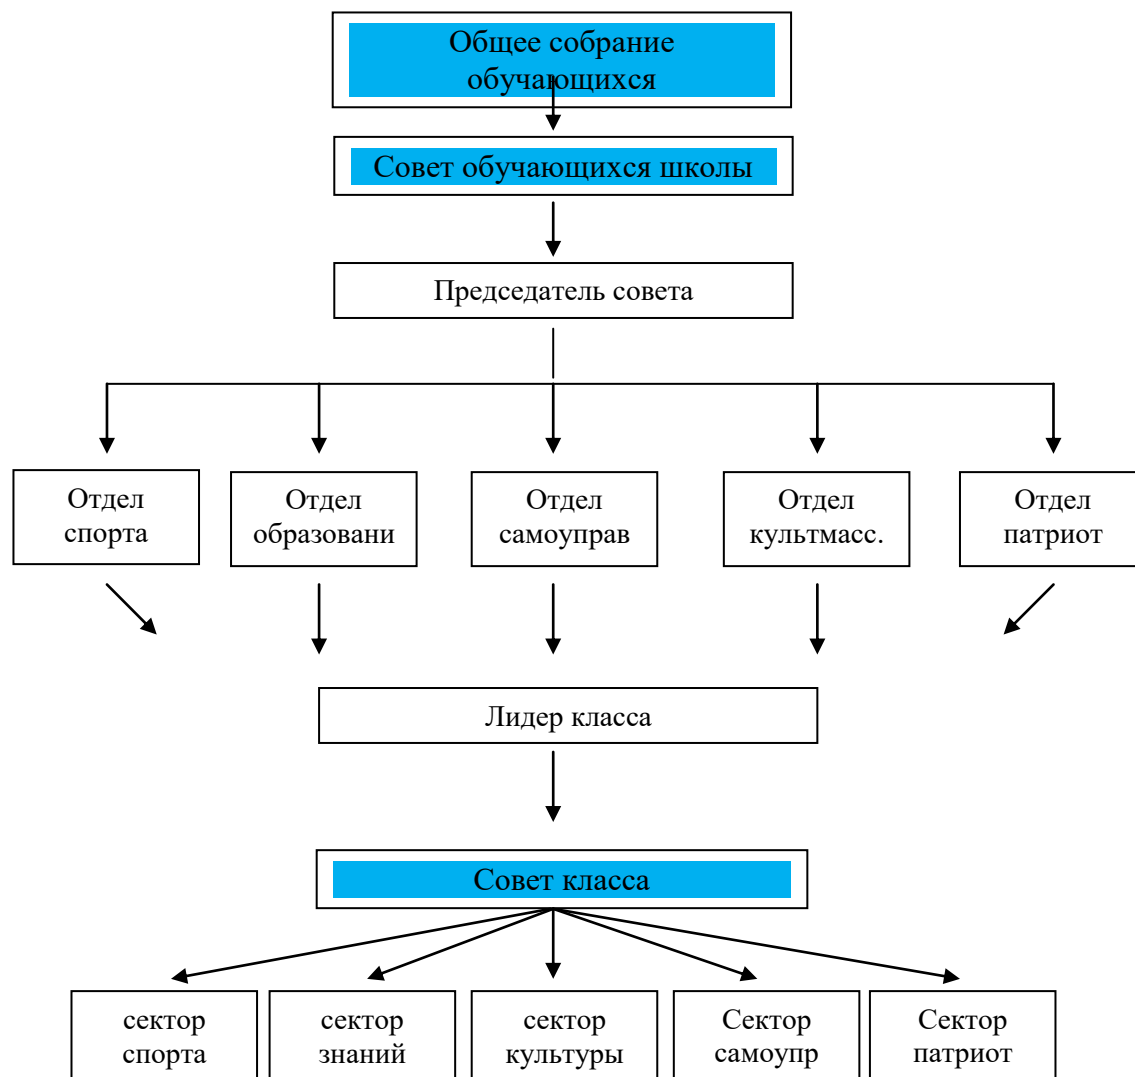 Общее собрание
обучающихся
Совет обучающихся школы
Председатель совета
Отдел
спорта
Отдел
образовани
Отдел
самоуправ
Отдел
культмасс.
Отдел
патриот
Лидер класса
Совет класса
сектор
спорта
сектор
знаний
сектор
культуры
Сектор
самоупр
Сектор
патриот